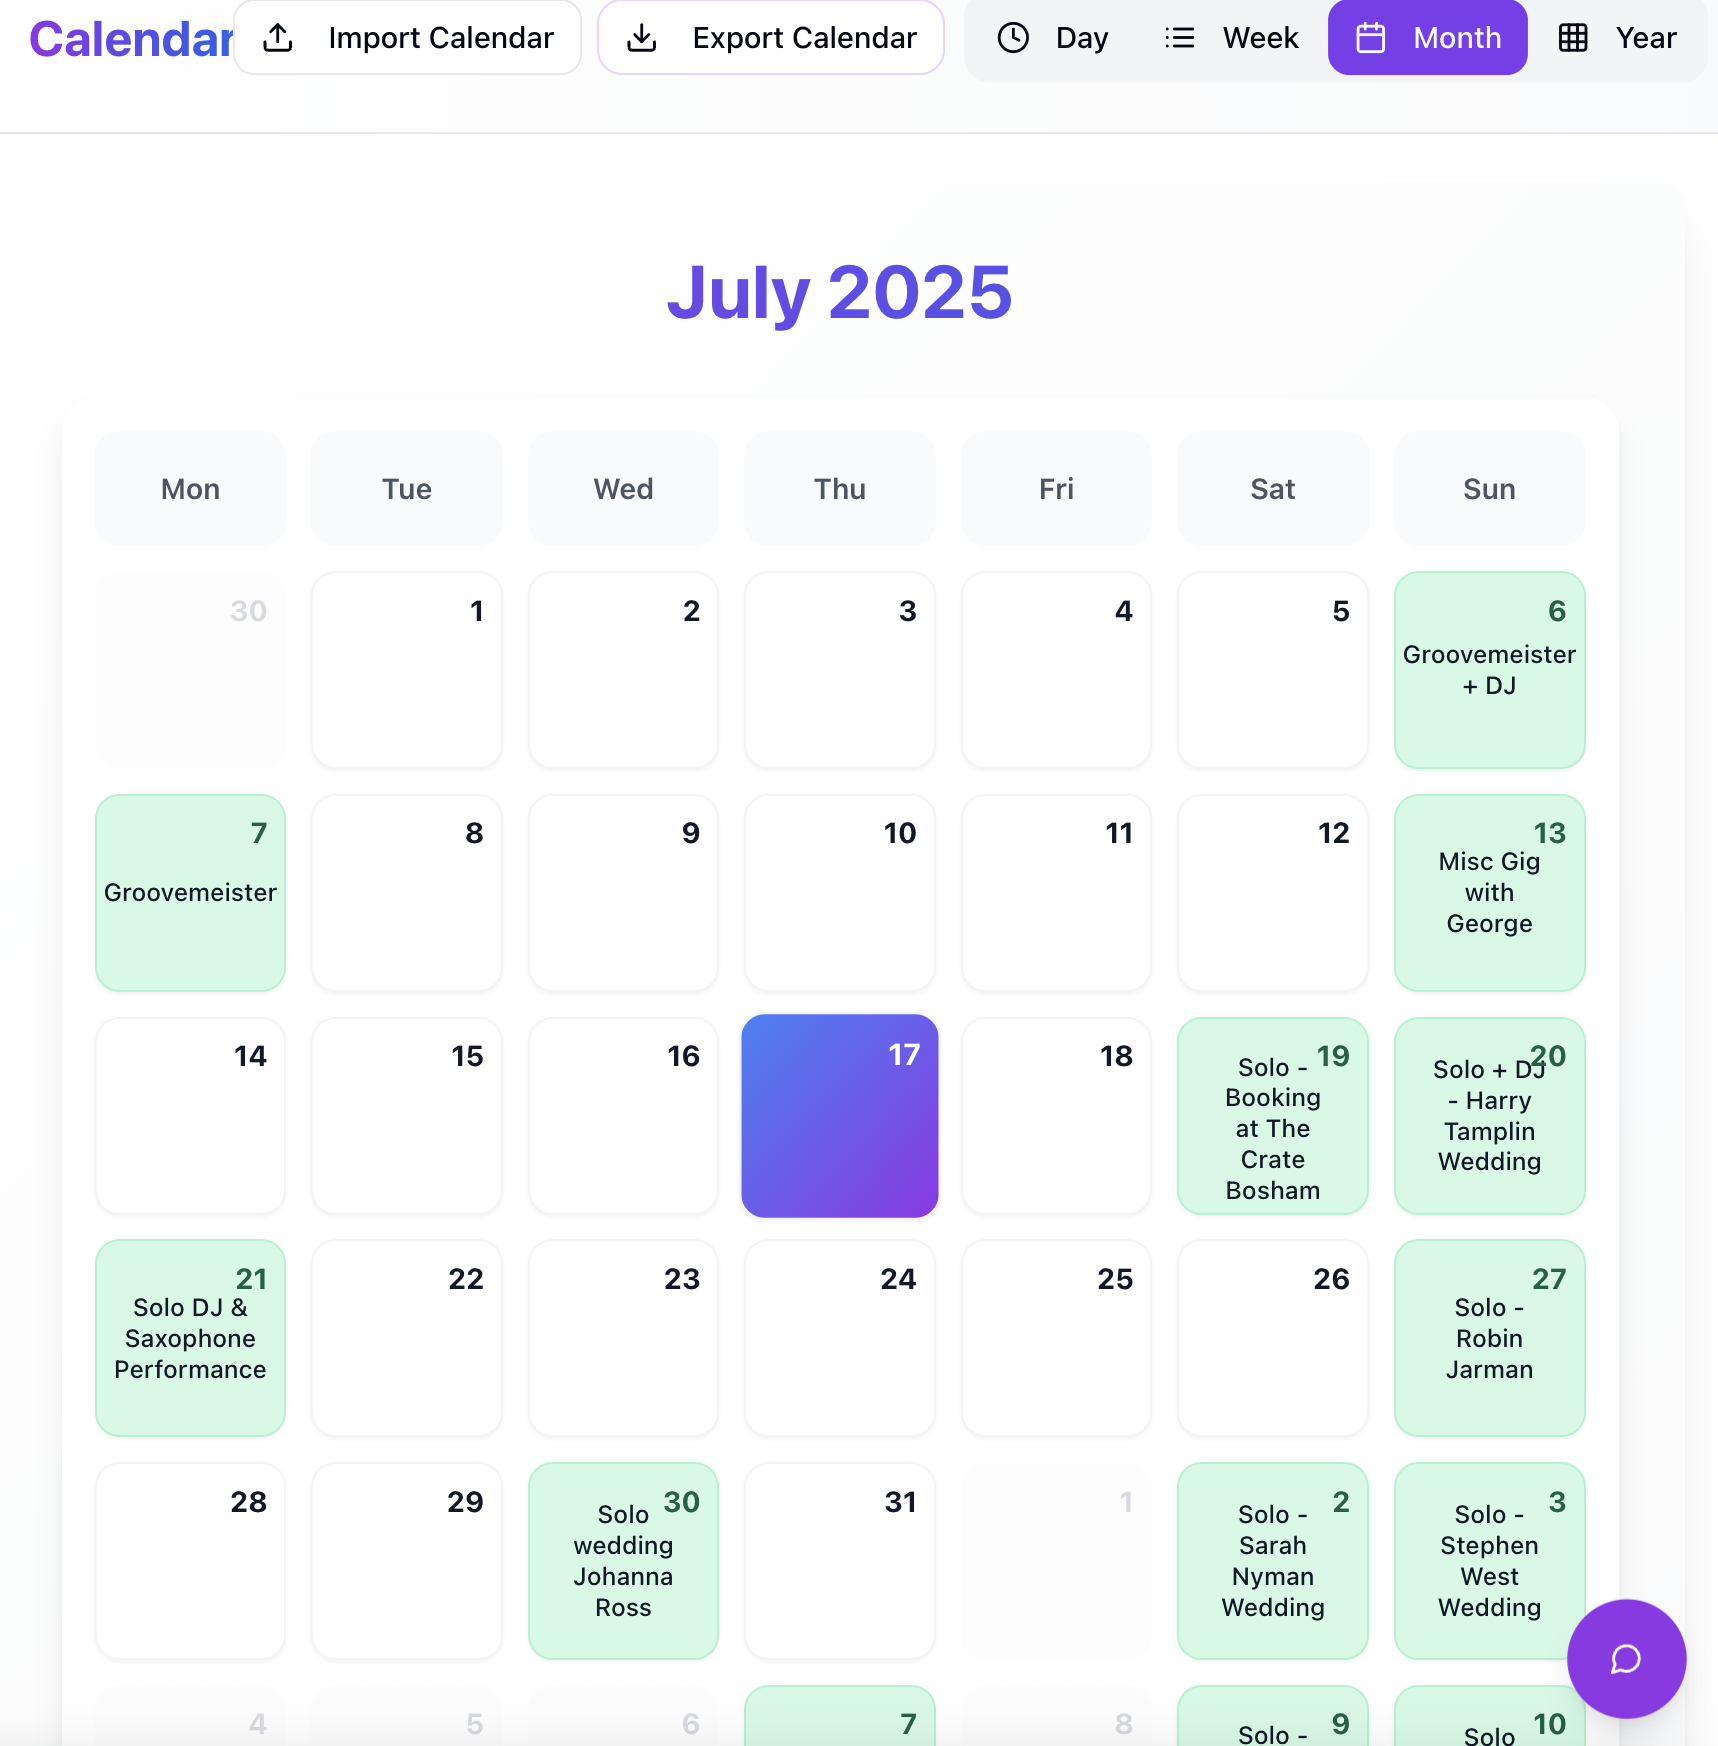 Calendar
Import Calendar
Export Calendar
Day
Week
Month
Year
July 2025
Mon
Tue
Wed
Thu
Fri
Sat
Sun
30
1
2
3
4
5
6
Groovemeister
+ DJ
7
Groovemeister
8
9
10
11
12
13
Misc Gig
with
George
14
15
16
17
18
19
Solo -
Booking
at The
Crate
Bosham
20
Solo + DJ
- Harry
Tamplin
Wedding
21
Solo DJ &
Saxophone
Performance
22
23
24
25
26
27
Solo -
Robin
Jarman
28
29
30
Solo
wedding
Johanna
Ross
31
1
2
Solo -
Sarah
Nyman
Wedding
3
Solo -
Stephen
West
Wedding
4
5
6
7
8
9
Solo -
10
Solo